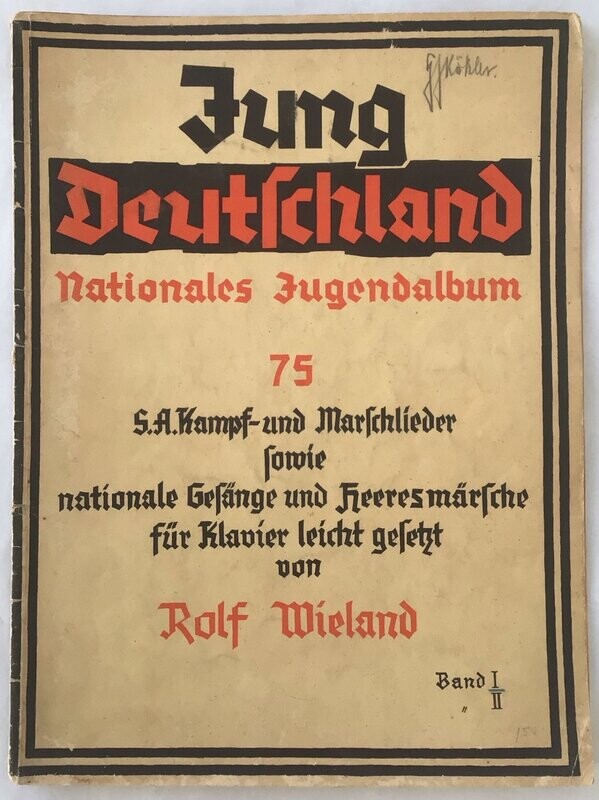 Jung
Köhler.
Deutſchland
Nationales Jugendalbum
75
S.A. Kampf- und Marſchlieder
ſowie
nationale Geſänge und Heeresmärſche
für Klavier leicht geſetzt
von
Rolf Wieland
Band I
„ II